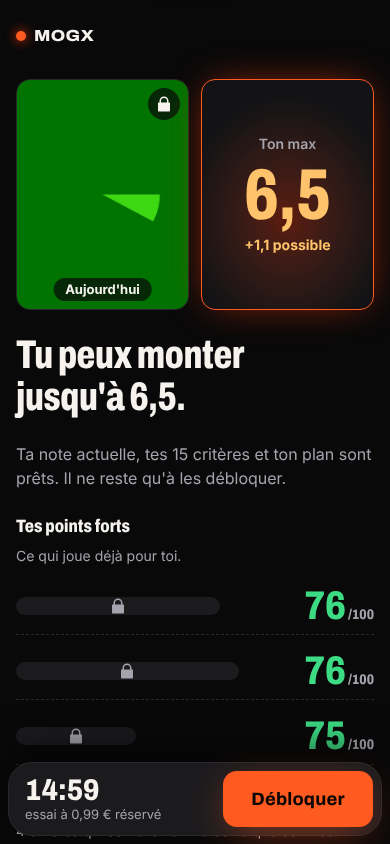 MOGX
Aujourd'hui
Ton max
6,5
+1,1 possible
Tu peux monter
jusqu'à 6,5.
Ta note actuelle, tes 15 critères et ton plan sont
prêts. Il ne reste qu'à les débloquer.
Tes points forts
Ce qui joue déjà pour toi.
76/100
76/100
75/100
14:59
essai à 0,99 € réservé
Débloquer